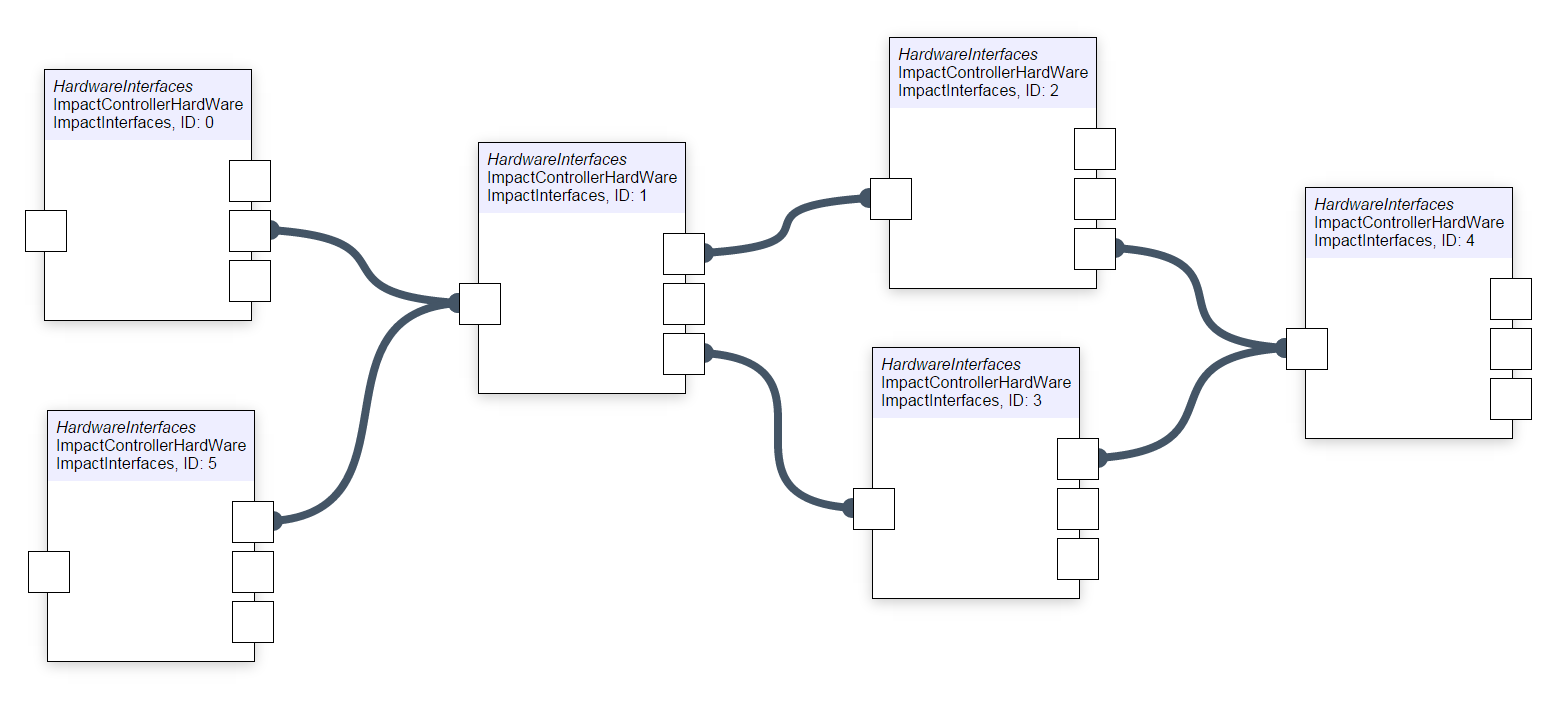 HardwareInterfaces
ImpactControllerHardWare
ImpactInterfaces, ID: 0
HardwareInterfaces
ImpactControllerHardWare
ImpactInterfaces, ID: 5
HardwareInterfaces
ImpactControllerHardWare
ImpactInterfaces, ID: 1
HardwareInterfaces
ImpactControllerHardWare
ImpactInterfaces, ID: 2
HardwareInterfaces
ImpactControllerHardWare
ImpactInterfaces, ID: 3
HardwareInterfaces
ImpactControllerHardWare
ImpactInterfaces, ID: 4